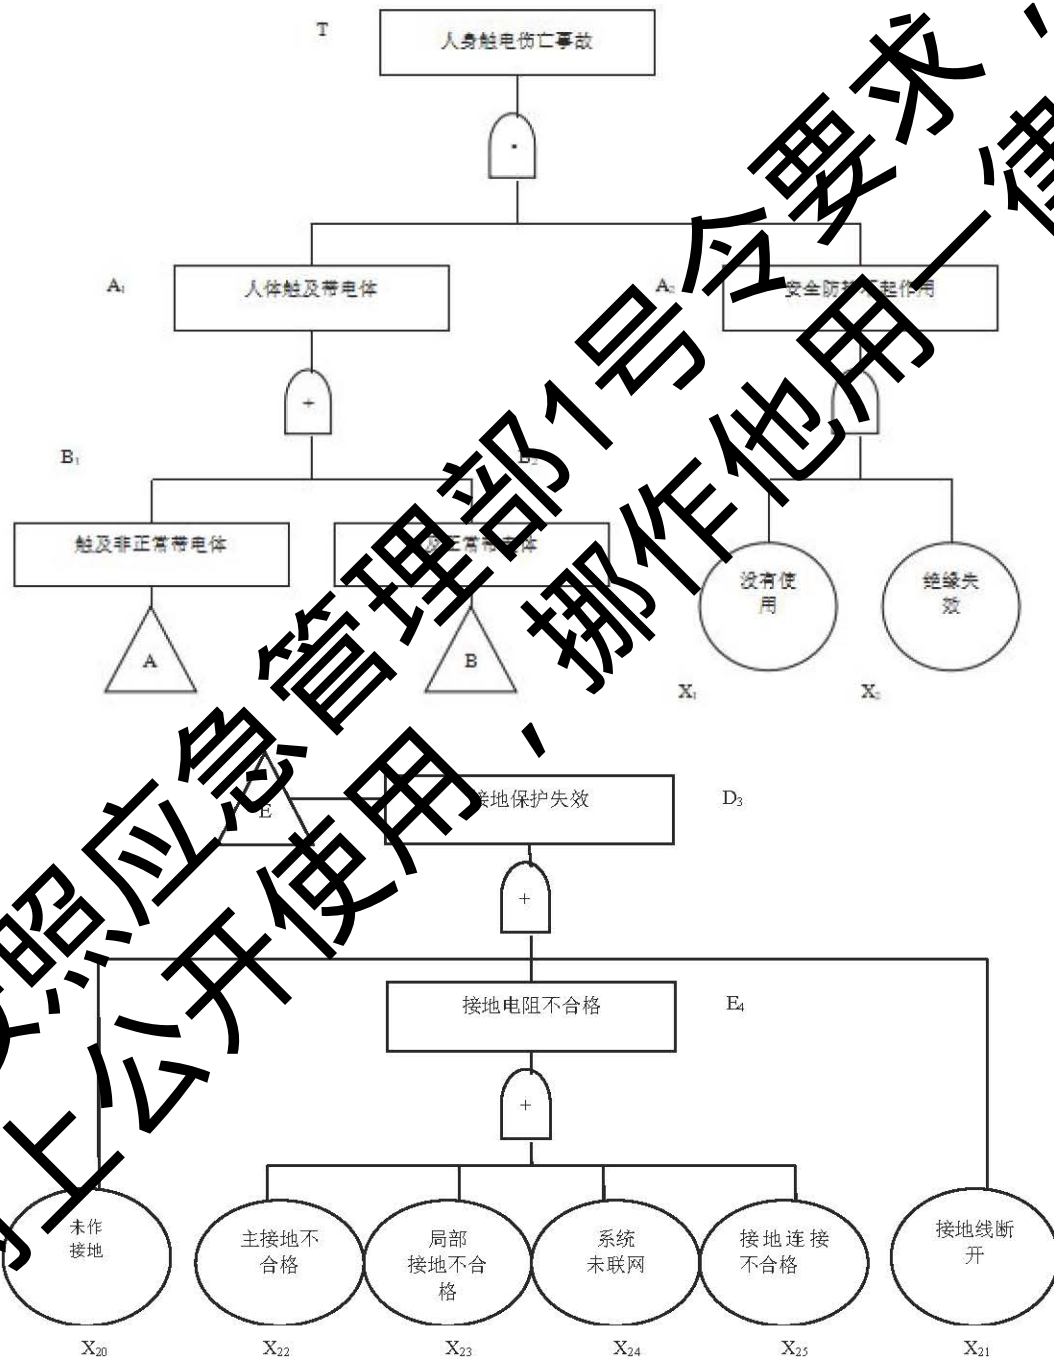 T
人身触电伤亡事故
·
A₁
人体触及带电体
A₂
安全防护不起作用
+
B₁
B₂
触及非正常带电体
及正常带电体
没有使
用
绝缘失
效
A
B
X₁
X₂
E
接地保护失效
D₃
+
接地电阻不合格
E₄
+
未作
接地
主接地不
合格
局部
接地不合
格
系统
未联网
接地连接
不合格
接地线断
开
X₂₀
X₂₂
X₂₃
X₂₄
X₂₅
X₂₁
照应急管理部1号令要求，
上公开使用，挪作他用一律